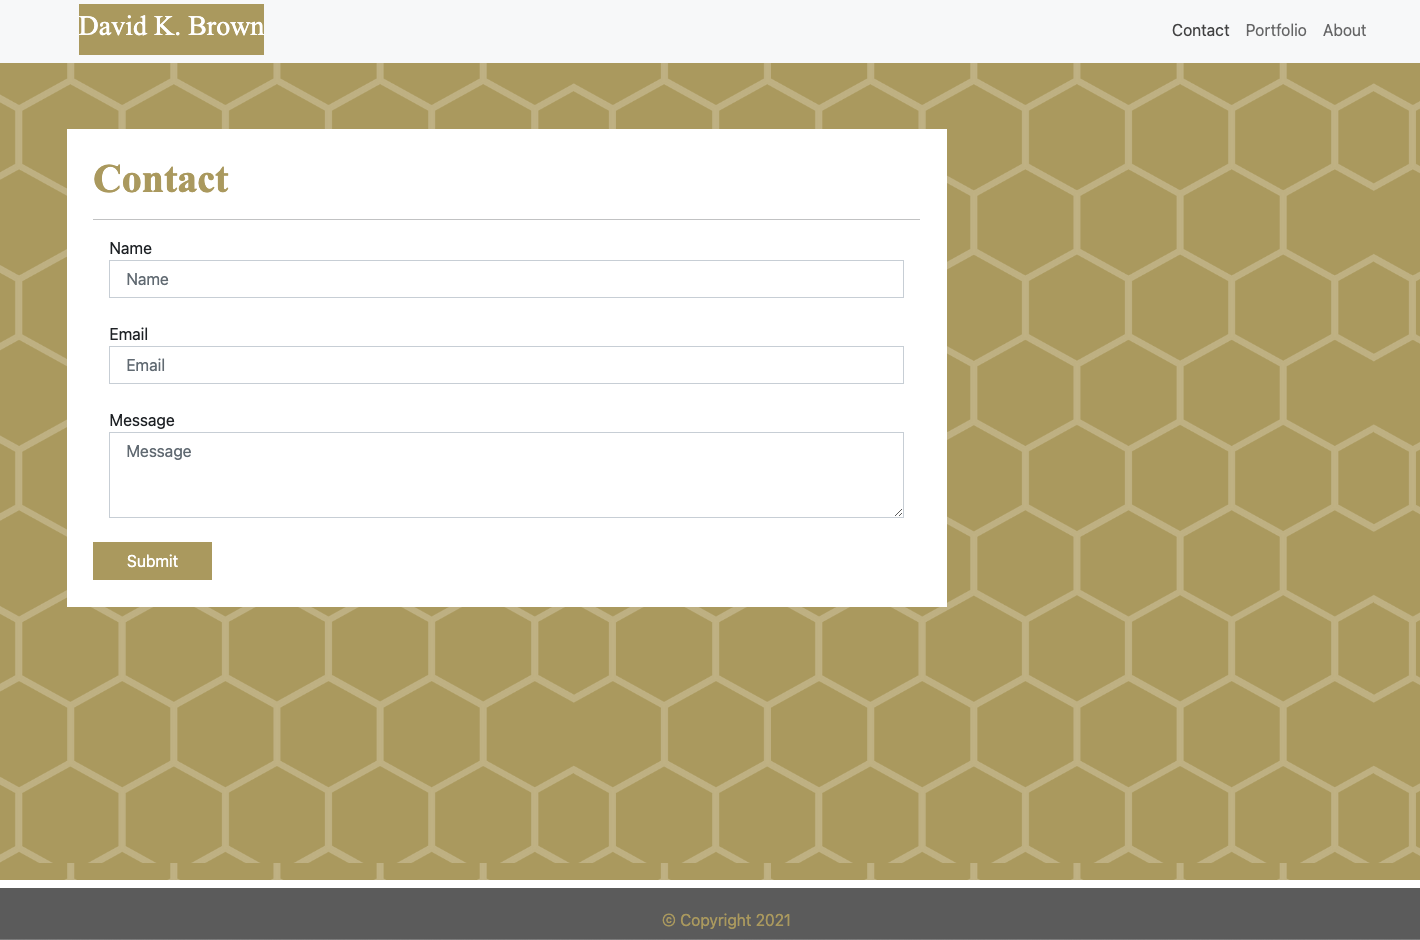 David K. Brown
Contact Portfolio About
Contact
Name
Name
Email
Email
Message
Message
Submit
© Copyright 2021